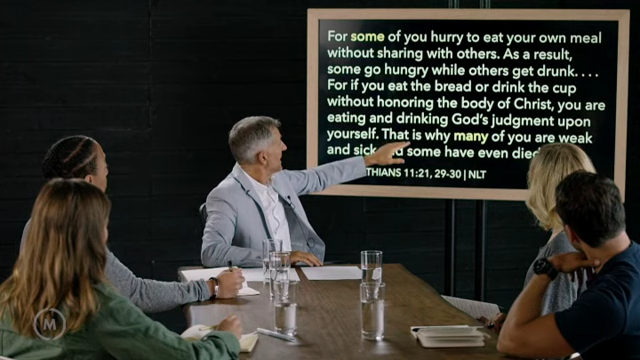 For some of you hurry to eat your own meal
without sharing with others. As a result,
some go hungry while others get drunk. . . .
For if you eat the bread or drink the cup
without honoring the body of Christ, you are
eating and drinking God's judgment upon
yourself. That is why many of you are weak
and sick and some have even died
THIANS 11:21, 29-30 | NLT
M